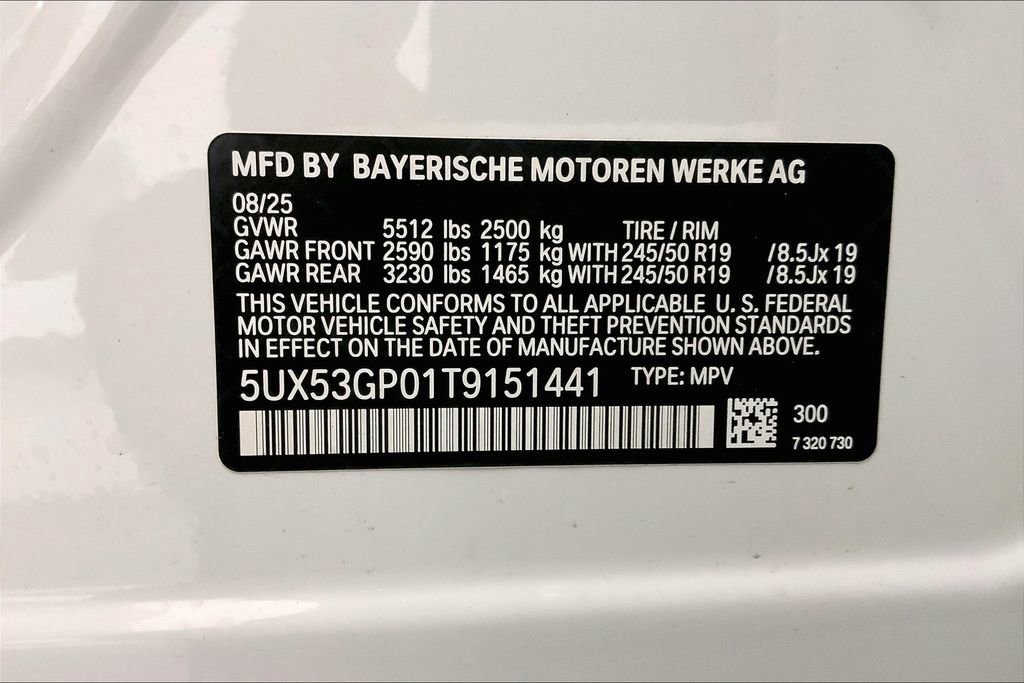 MFD BY BAYERISCHE MOTOREN WERKE AG
08/25
GVWR 5512 lbs 2500 kg TIRE / RIM
GAWR FRONT 2590 lbs 1175 kg WITH 245/50 R19 /8.5Jx 19
GAWR REAR 3230 lbs 1465 kg WITH 245/50 R19 /8.5Jx 19
THIS VEHICLE CONFORMS TO ALL APPLICABLE U. S. FEDERAL
MOTOR VEHICLE SAFETY AND THEFT PREVENTION STANDARDS
IN EFFECT ON THE DATE OF MANUFACTURE SHOWN ABOVE.
5UX53GP01T9151441 TYPE: MPV
300
7 320 730